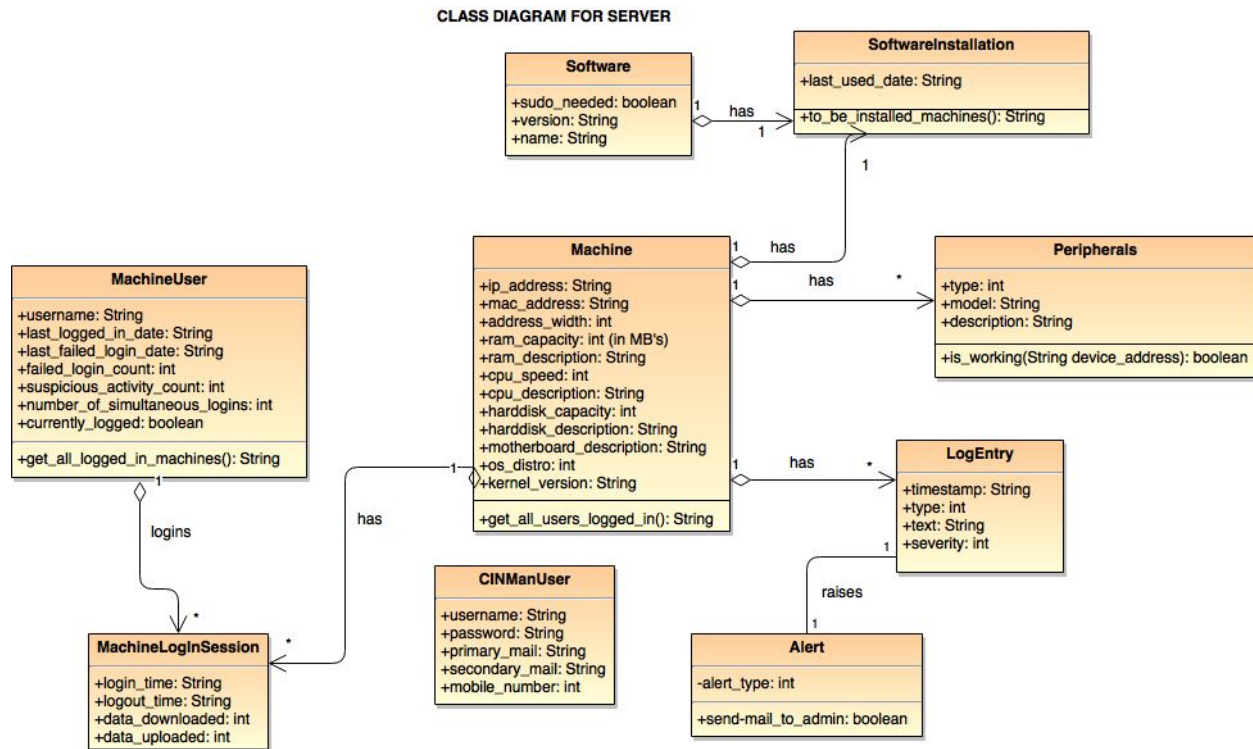 CLASS DIAGRAM FOR SERVER
Software
+sudo_needed: boolean
+version: String
+name: String
1
has
1
SoftwareInstallation
+last_used_date: String
+to_be_installed_machines(): String
1
MachineUser
+username: String
+last_logged_in_date: String
+last_failed_login_date: String
+failed_login_count: int
+suspicious_activity_count: int
+number_of_simultaneous_logins: int
+currently_logged: boolean
+get_all_logged_in_machines(): String
1
logins
*
Machine
+ip_address: String
+mac_address: String
+address_width: int
+ram_capacity: int (in MB's)
+ram_description: String
+cpu_speed: int
+cpu_description: String
+harddisk_capacity: int
+harddisk_description: String
+motherboard_description: String
+os_distro: int
+kernel_version: String
+get_all_users_logged_in(): String
1
has
1
has
*
Peripherals
+type: int
+model: String
+description: String
+is_working(String device_address): boolean
1
has
*
LogEntry
+timestamp: String
+type: int
+text: String
+severity: int
1
raises
1
Alert
-alert_type: int
+send-mail_to_admin: boolean
1
has
*
MachineLogInSession
+login_time: String
+logout_time: String
+data_downloaded: int
+data_uploaded: int
CINManUser
+username: String
+password: String
+primary_mail: String
+secondary_mail: String
+mobile_number: int